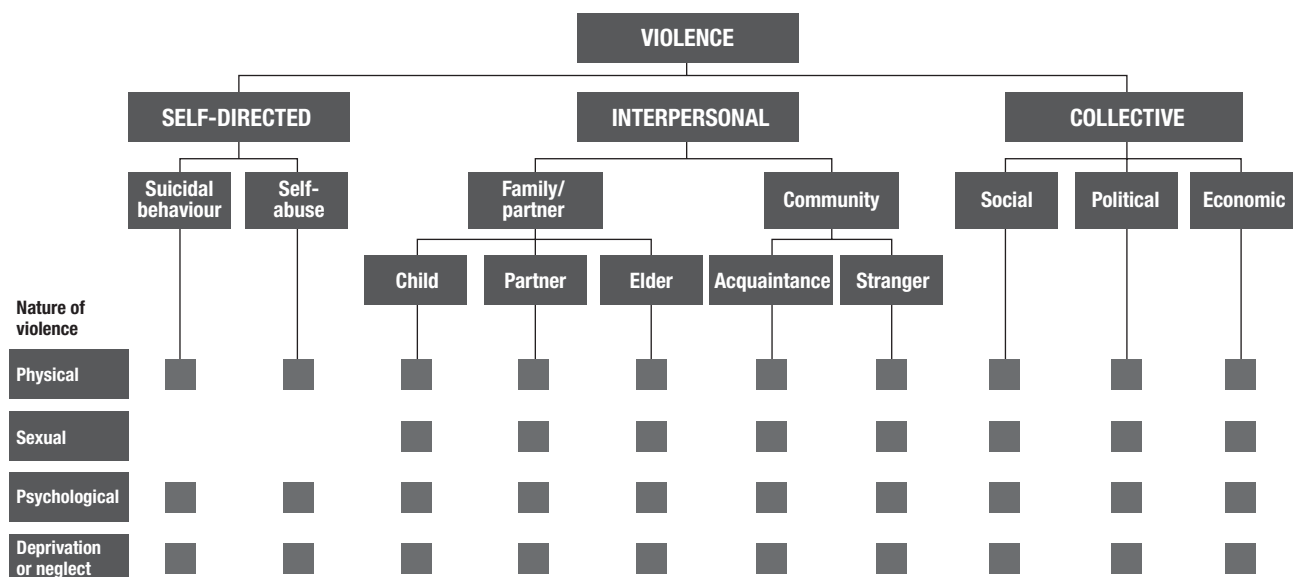 VIOLENCE
SELF-DIRECTED
INTERPERSONAL
COLLECTIVE
Suicidal
behaviour
Self-
abuse
Family/
partner
Community
Social
Political
Economic
Child
Partner
Elder
Acquaintance
Stranger
Nature of
violence
Physical
Sexual
Psychological
Deprivation
or neglect